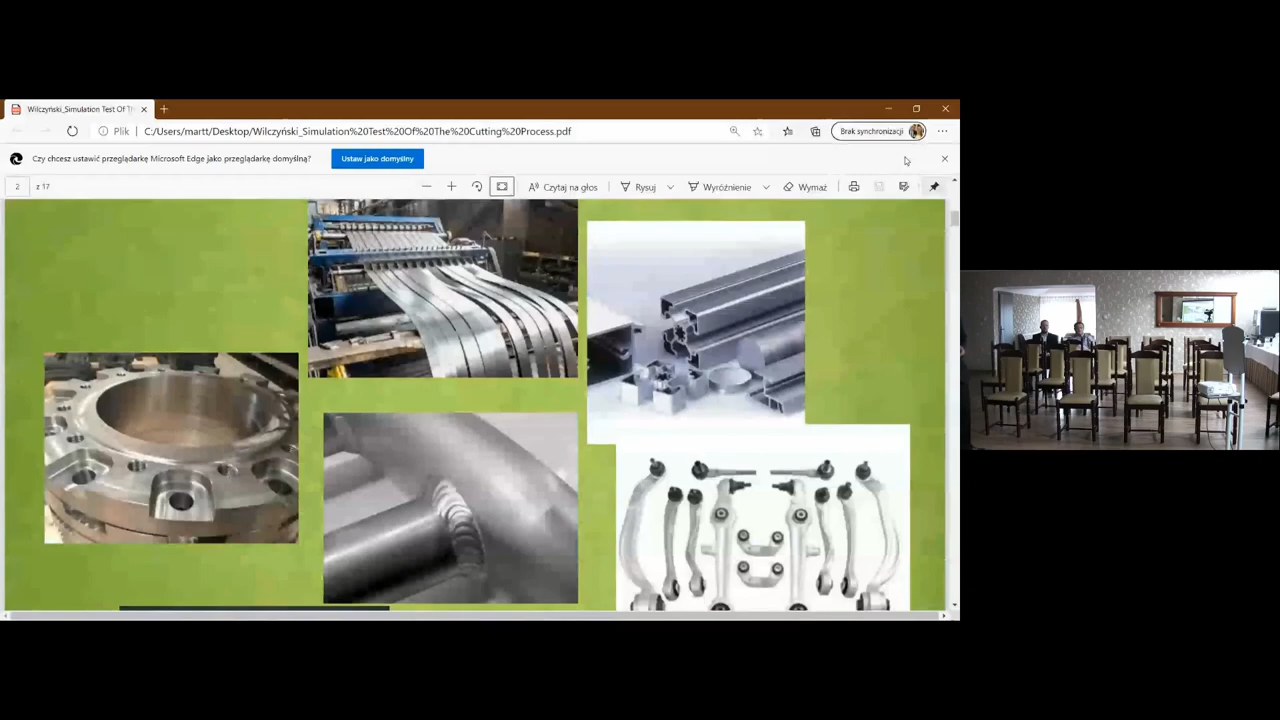 Wilczyński_Simulation Test Of Th
Plik
C:/Users/martt/Desktop/Wilczyński_Simulation%20Test%20Of%20The%20Cutting%20Process.pdf
Brak synchronizacji
Czy chcesz ustawić przeglądarkę Microsoft Edge jako przeglądarkę domyślną?
Ustaw jako domyślny
2
z 17
Czytaj na głos
Rysuj
Wyróżnienie
Wymaż